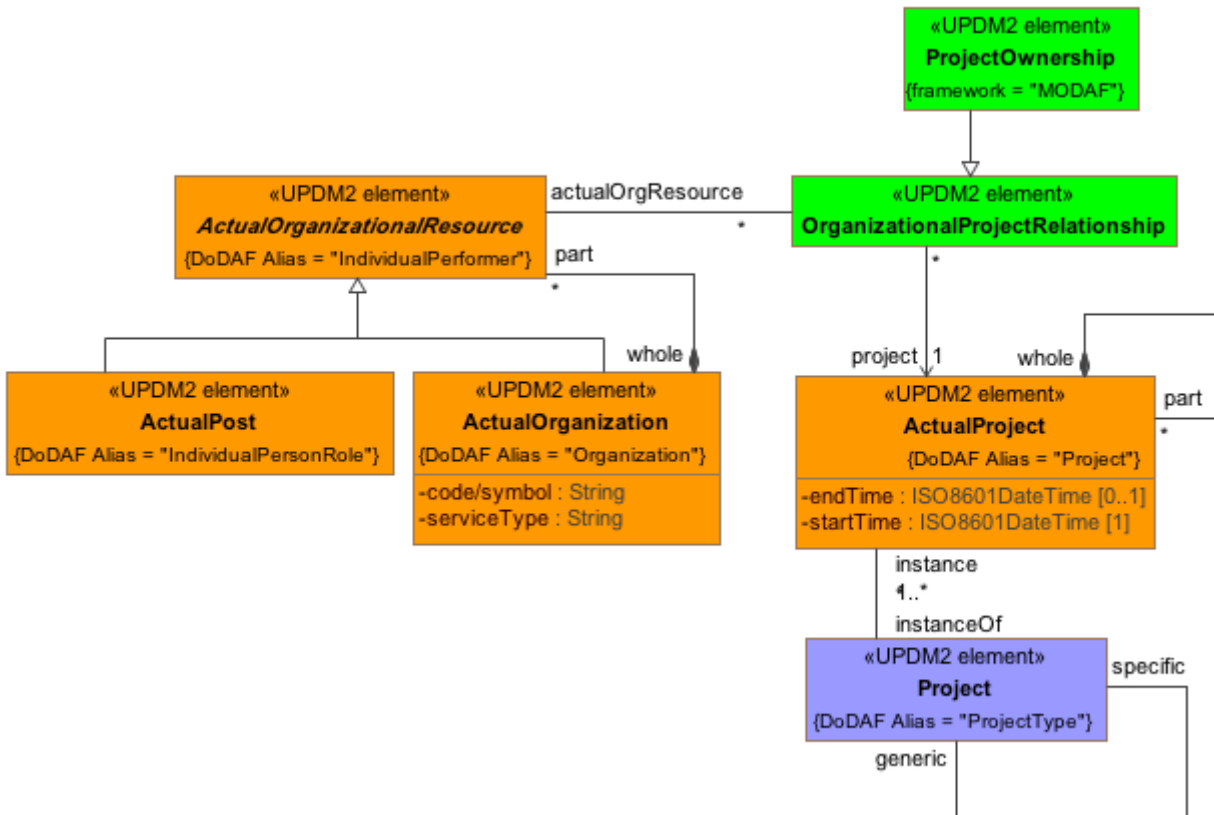 «UPDM2 element»
ProjectOwnership
{framework = "MODAF"}
«UPDM2 element»
ActualOrganizationalResource
{DoDAF Alias = "IndividualPerformer"}
actualOrgResource
*
«UPDM2 element»
OrganizationalProjectRelationship
part
*
whole
*
project 1
whole
«UPDM2 element»
ActualPost
{DoDAF Alias = "IndividualPersonRole"}
«UPDM2 element»
ActualOrganization
{DoDAF Alias = "Organization"}
-code/symbol : String
-serviceType : String
«UPDM2 element»
ActualProject
{DoDAF Alias = "Project"}
-endTime : ISO8601DateTime [0..1]
-startTime : ISO8601DateTime [1]
part
*
instance
instanceOf
«UPDM2 element»
Project
{DoDAF Alias = "ProjectType"}
specific
generic